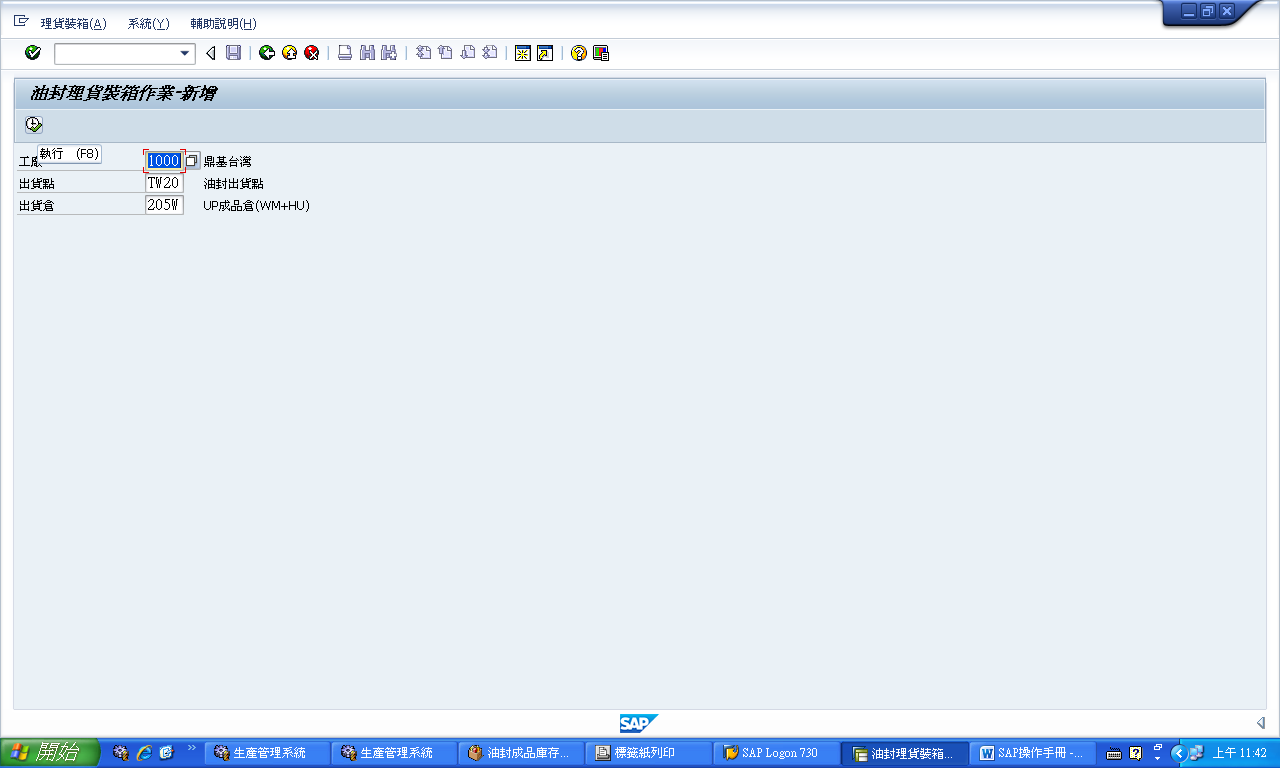 理貨裝箱(A) 系統(Y) 輔助說明(H)
油封理貨裝箱作業-新增
執行 (F8)
工廠 1000 鼎基台灣
出貨點 TW20 油封出貨點
出貨倉 205W UP成品倉(WM+HU)
SAP
開始 生產管理系統 生產管理系統 油封成品庫存... 標籤紙列印 SAP Logon 730 油封理貨裝箱... SAP操作手冊 -... 上午 11:42